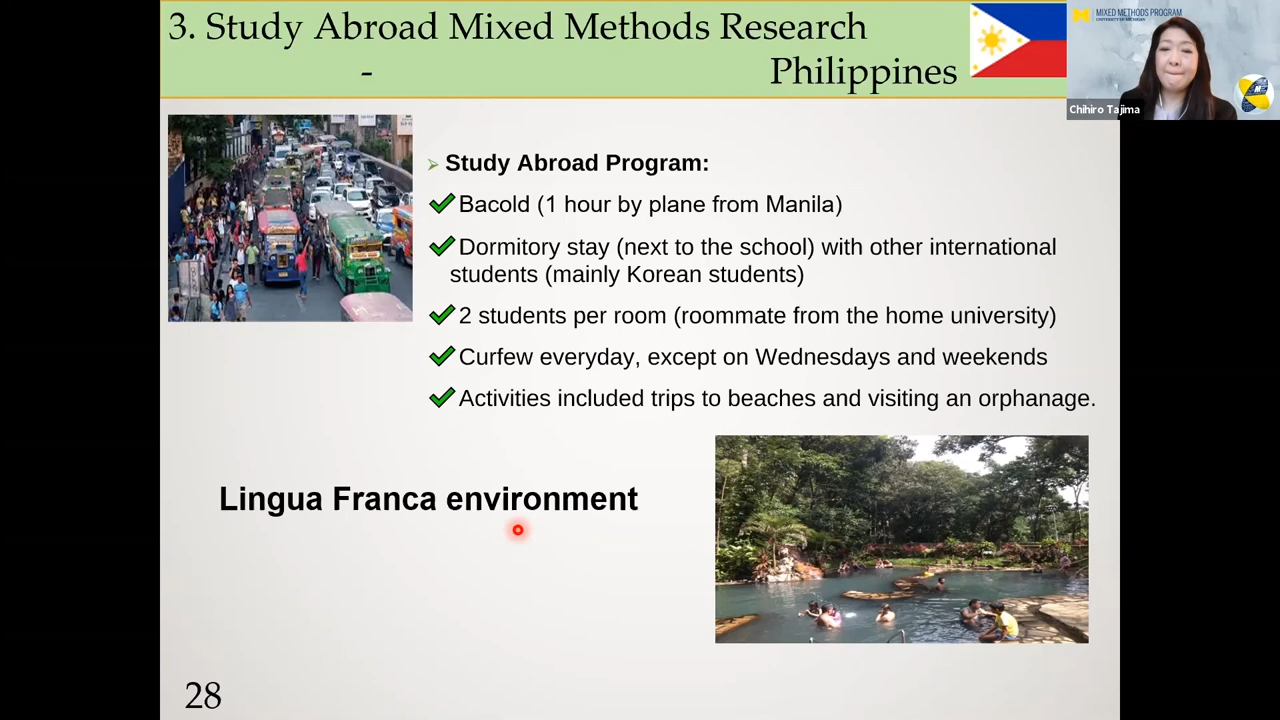 3. Study Abroad Mixed Methods Research
- Philippines
MIXED METHODS PROGRAM
UNIVERSITY OF MICHIGAN
Chihiro Tajima
Study Abroad Program:
Bacold (1 hour by plane from Manila)
Dormitory stay (next to the school) with other international
students (mainly Korean students)
2 students per room (roommate from the home university)
Curfew everyday, except on Wednesdays and weekends
Activities included trips to beaches and visiting an orphanage.
Lingua Franca environment
28